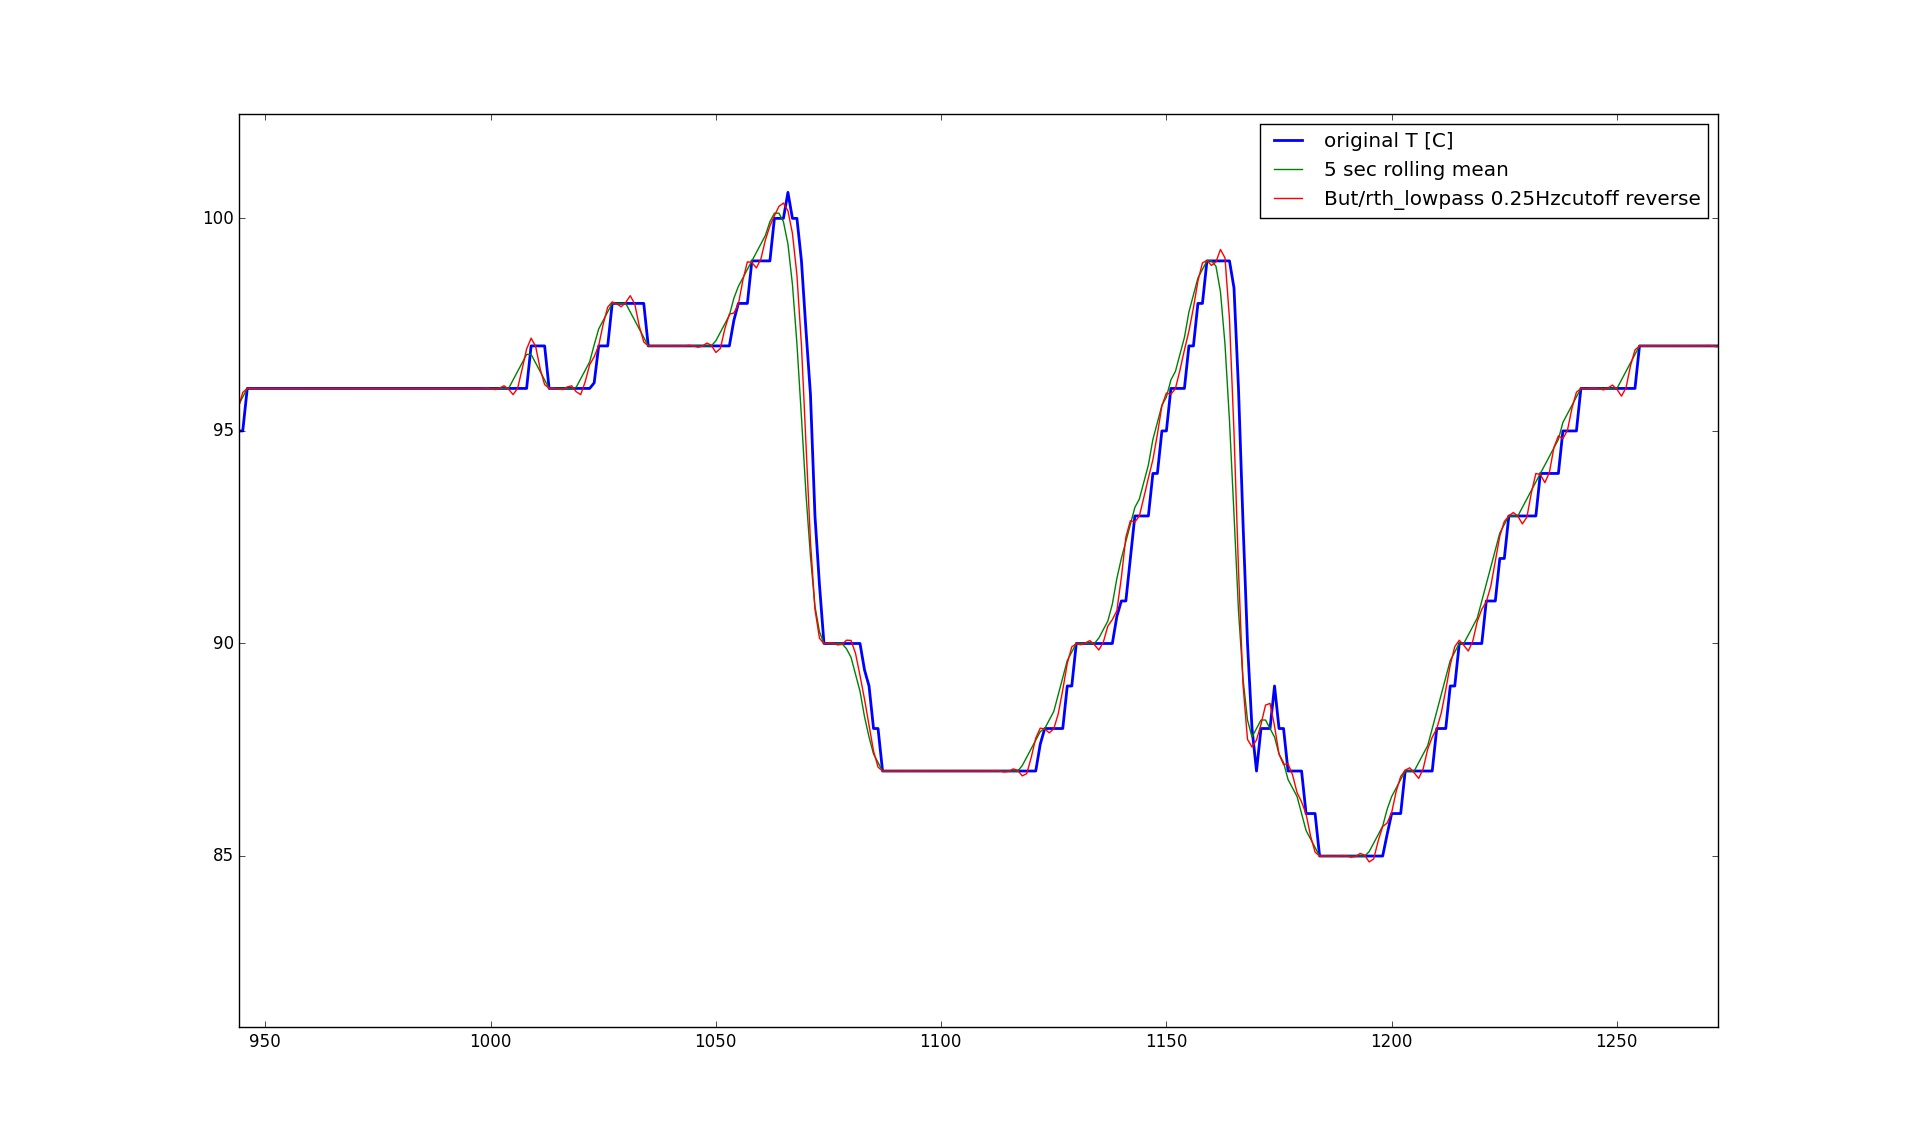 original T [C]
5 sec rolling mean
But/rth_lowpass 0.25Hzcutoff reverse
100
95
90
85
950 1000 1050 1100 1150 1200 1250